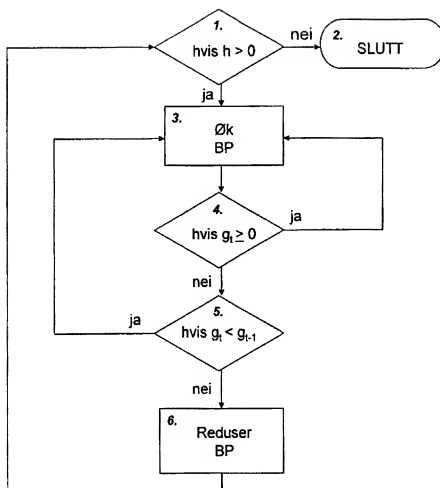 1.
hvis h > 0
nei
2.
SLUTT
ja
3.
Øk
BP
4.
hvis gt ≥ 0
ja
nei
5.
hvis gt < gt-1
ja
nei
6.
Reduser
BP